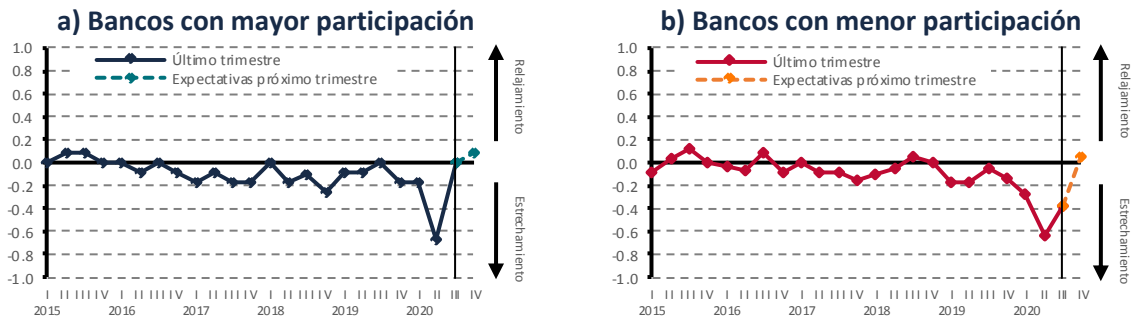 a) Bancos con mayor participación
1.0
0.8
0.6
0.4
0.2
0.0
-0.2
-0.4
-0.6
-0.8
-1.0
Último trimestre
Expectativas próximo trimestre
Relajamiento
Estrechamiento
I II III IV I II III IV I II III IV I II III IV I II III IV I II III IV
2015 2016 2017 2018 2019 2020
b) Bancos con menor participación
1.0
0.8
0.6
0.4
0.2
0.0
-0.2
-0.4
-0.6
-0.8
-1.0
Último trimestre
Expectativas próximo trimestre
Relajamiento
Estrechamiento
I II III IV I II III IV I II III IV I II III IV I II III IV I II III IV
2015 2016 2017 2018 2019 2020